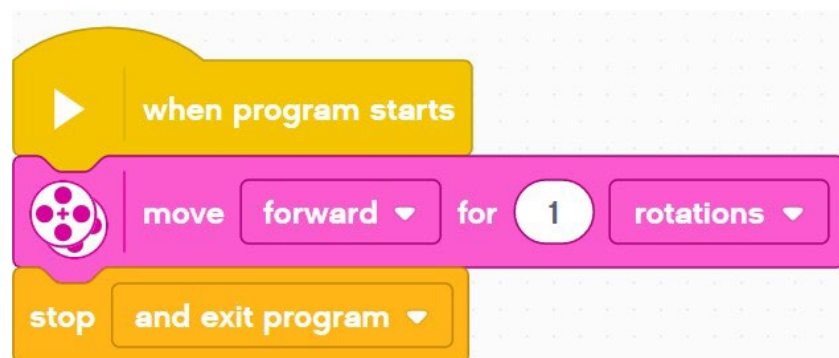 when program starts
move forward for 1 rotations
stop and exit program